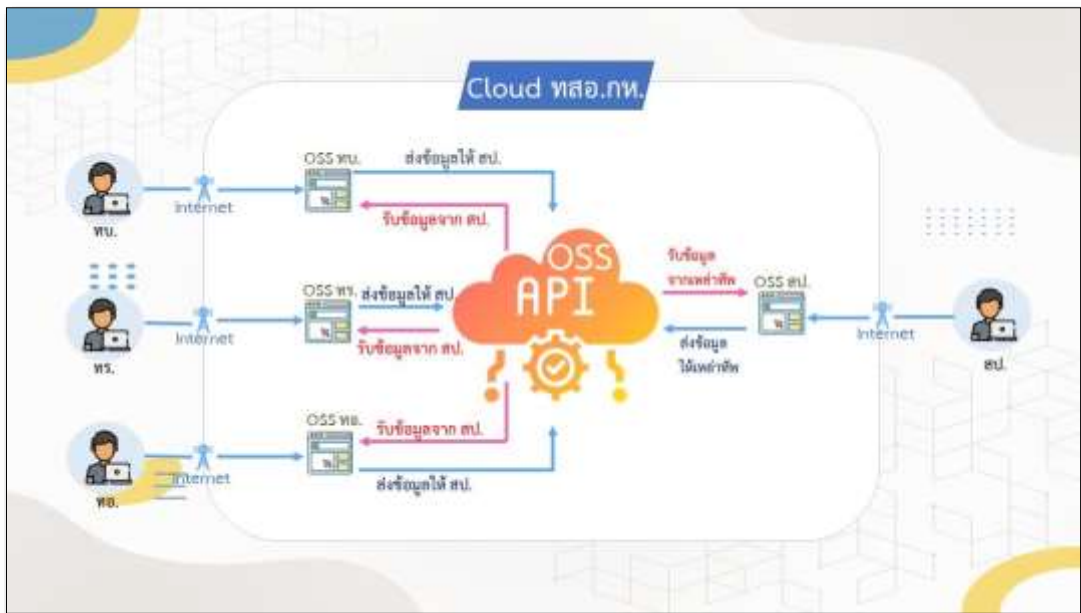 Cloud ทสอ.กห.
OSS ทบ.
ส่งข้อมูลให้ สป.
Internet
ทบ.
รับข้อมูลจาก สป.
OSS
API
รับข้อมูล
จากเหล่าทัพ
OSS สป.
OSS ทร.
ส่งข้อมูลให้ สป.
Internet
ทร.
รับข้อมูลจาก สป.
ส่งข้อมูล
ให้เหล่าทัพ
Internet
สป.
OSS ทอ.
รับข้อมูลจาก สป.
Internet
ทอ.
ส่งข้อมูลให้ สป.